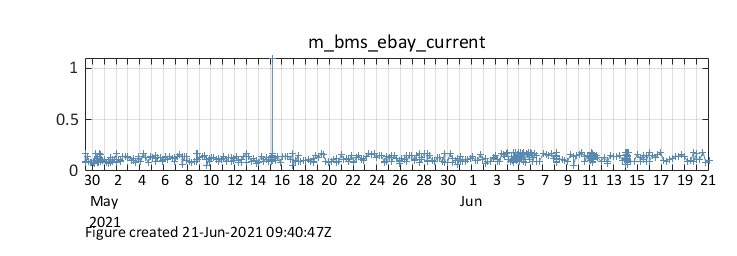 m_bms_ebay_current
1
0.5
0
30 2 4 6 8 10 12 14 16 18 20 22 24 26 28 30 1 3 5 7 9 11 13 15 17 19 21
May Jun
2021
Figure created 21-Jun-2021 09:40:47Z